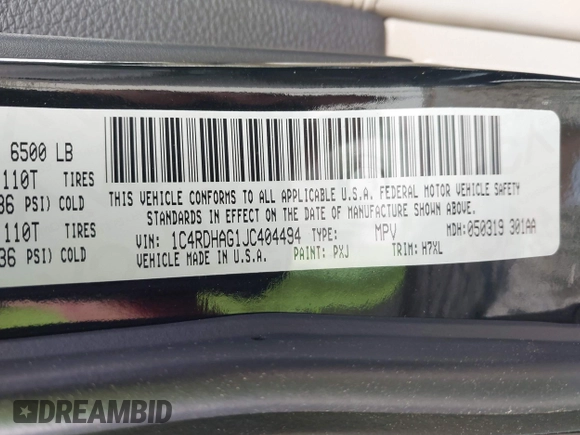 6500 LB
110T TIRES
36 PSI) COLD
110T TIRES
36 PSI) COLD
THIS VEHICLE CONFORMS TO ALL APPLICABLE U.S.A. FEDERAL MOTOR VEHICLE SAFETY
STANDARDS IN EFFECT ON THE DATE OF MANUFACTURE SHOWN ABOVE.
VIN: 1C4RDHAG1JC404494 TYPE: MPV MDH: 050319 301AA
VEHICLE MADE IN U.S.A. PAINT: PXJ TRIM: H7XL
DREAMBID